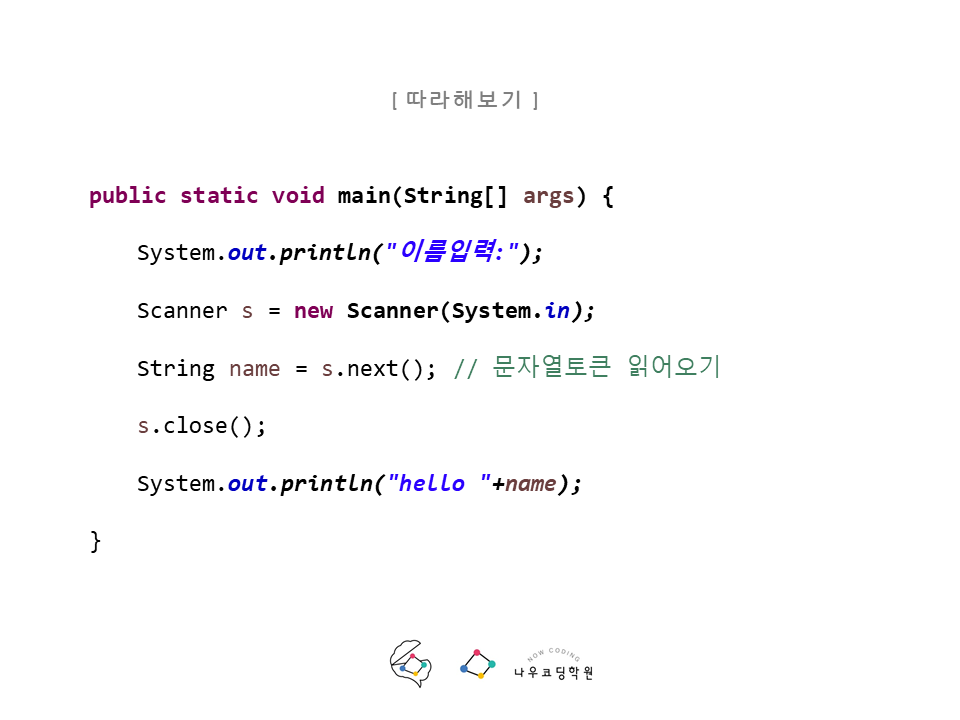 [ 따라해보기 ]
public static void main(String[] args) {
System.out.println("이름입력:");
Scanner s = new Scanner(System.in);
String name = s.next(); // 문자열토큰 읽어오기
s.close();
System.out.println("hello "+name);
}
NOW CODING
나우코딩학원